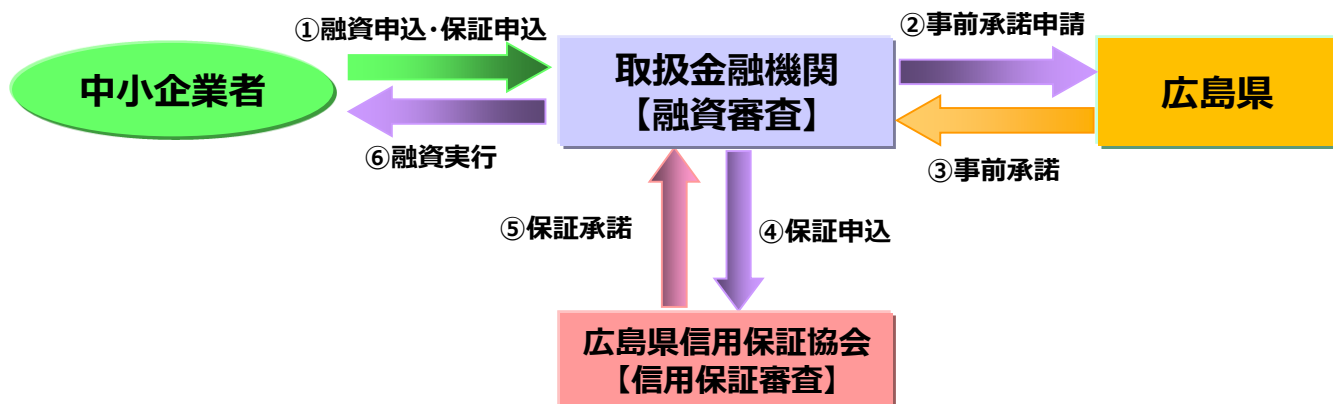 ①融資申込・保証申込
②事前承諾申請
中小企業者
取扱金融機関
【融資審査】
広島県
⑥融資実行
③事前承諾
⑤保証承諾
④保証申込
広島県信用保証協会
【信用保証審査】